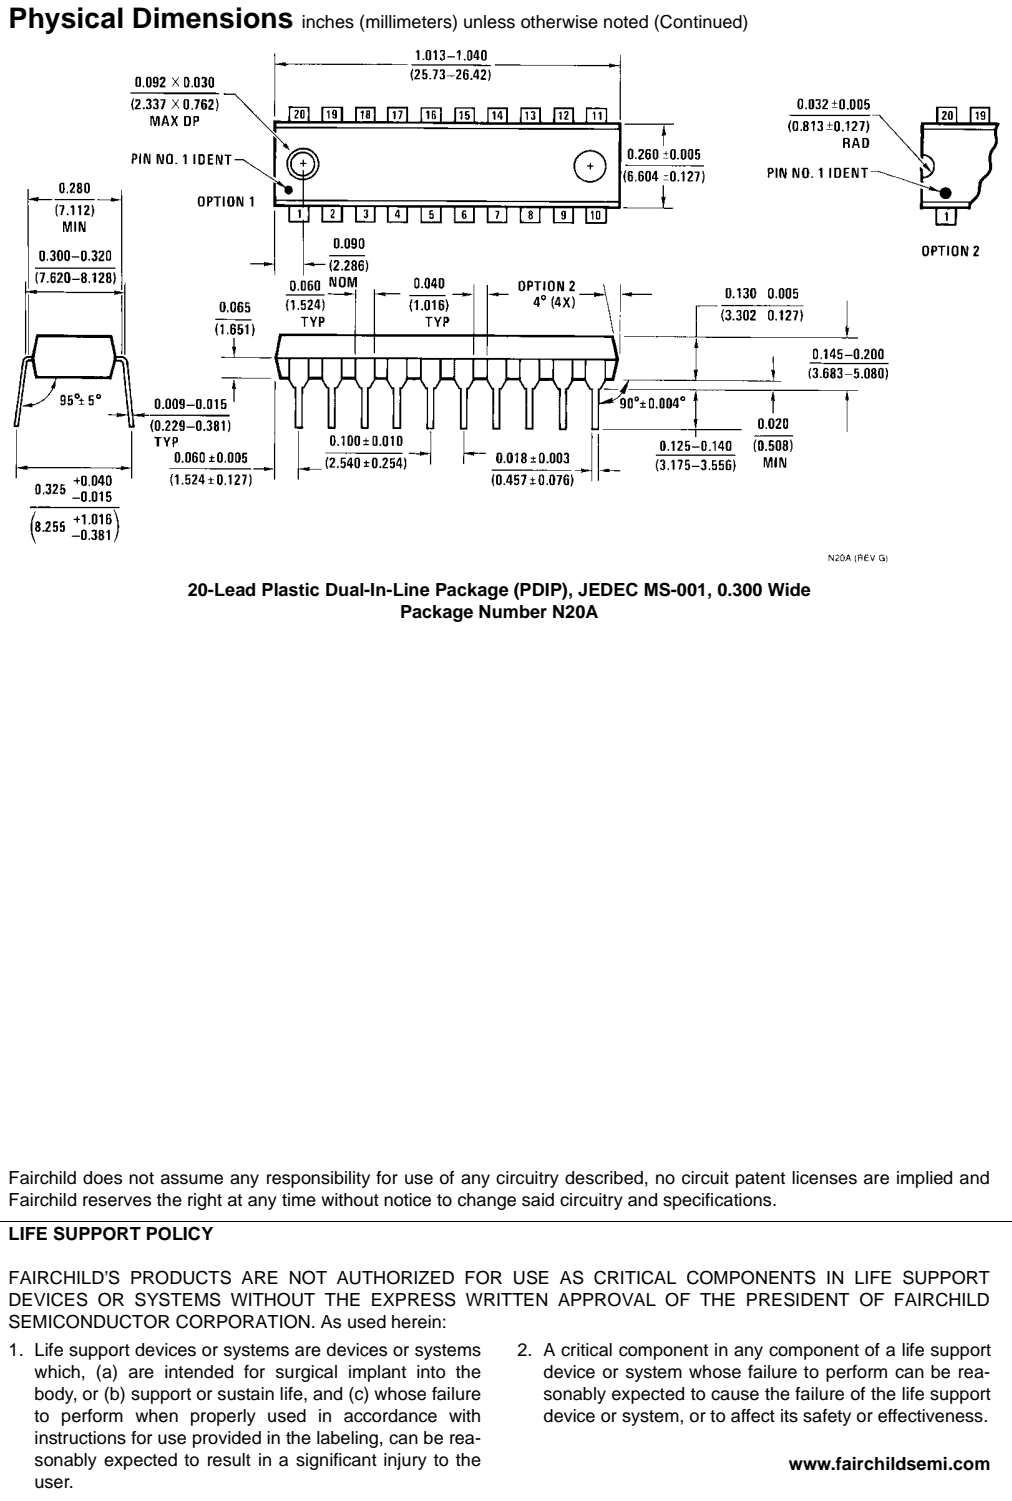 Physical Dimensions inches (millimeters) unless otherwise noted (Continued)
1.013–1.040
(25.73–26.42)
0.092 × 0.030
(2.337 × 0.762)
MAX DP
20 19 18 17 16 15 14 13 12 11
0.032 ±0.005
(0.813 ±0.127)
RAD
20 19
PIN NO. 1 IDENT
0.260 ±0.005
(6.604 ±0.127)
PIN NO. 1 IDENT
OPTION 1
1 2 3 4 5 6 7 8 9 10
1
OPTION 2
0.280
(7.112)
MIN
0.300–0.320
(7.620–8.128)
0.090
(2.286)
NOM
0.060
(1.524)
TYP
0.040
(1.016)
TYP
OPTION 2
4° (4X)
0.065
(1.651)
0.130 0.005
(3.302 0.127)
0.145–0.200
(3.683–5.080)
95°± 5°
90°±0.004°
0.009–0.015
(0.229–0.381)
TYP
0.020
(0.508)
MIN
0.125–0.140
(3.175–3.556)
0.100 ±0.010
(2.540 ±0.254)
0.018 ±0.003
(0.457 ±0.076)
0.060 ±0.005
(1.524 ±0.127)
0.325 +0.040
–0.015
(8.255 +1.016
–0.381)
N20A (REV G)
20-Lead Plastic Dual-In-Line Package (PDIP), JEDEC MS-001, 0.300 Wide
Package Number N20A
Fairchild does not assume any responsibility for use of any circuitry described, no circuit patent licenses are implied and
Fairchild reserves the right at any time without notice to change said circuitry and specifications.
LIFE SUPPORT POLICY
FAIRCHILD'S PRODUCTS ARE NOT AUTHORIZED FOR USE AS CRITICAL COMPONENTS IN LIFE SUPPORT
DEVICES OR SYSTEMS WITHOUT THE EXPRESS WRITTEN APPROVAL OF THE PRESIDENT OF FAIRCHILD
SEMICONDUCTOR CORPORATION. As used herein:
1. Life support devices or systems are devices or systems
which, (a) are intended for surgical implant into the
body, or (b) support or sustain life, and (c) whose failure
to perform when properly used in accordance with
instructions for use provided in the labeling, can be rea-
sonably expected to result in a significant injury to the
user.
2. A critical component in any component of a life support
device or system whose failure to perform can be rea-
sonably expected to cause the failure of the life support
device or system, or to affect its safety or effectiveness.
www.fairchildsemi.com